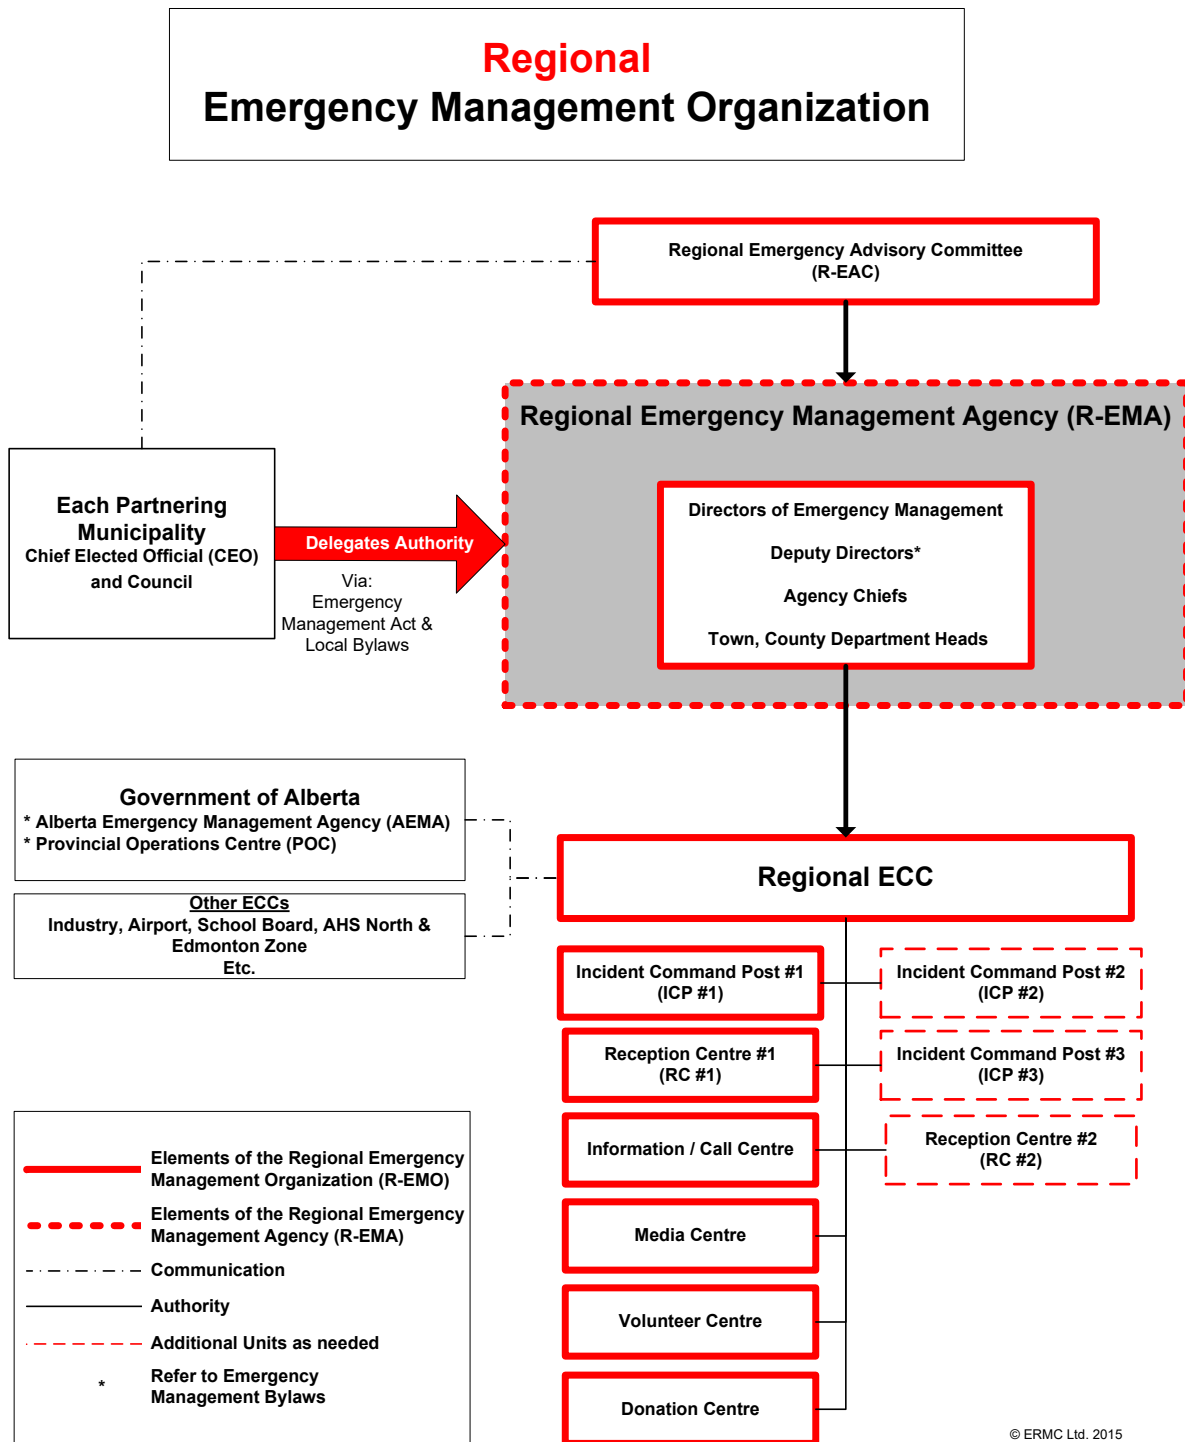 Regional
Emergency Management Organization
Regional Emergency Advisory Committee
(R-EAC)
Regional Emergency Management Agency (R-EMA)
Each Partnering
Municipality
Chief Elected Official (CEO)
and Council
Delegates Authority
Via:
Emergency
Management Act &
Local Bylaws
Directors of Emergency Management
Deputy Directors*
Agency Chiefs
Town, County Department Heads
Government of Alberta
* Alberta Emergency Management Agency (AEMA)
* Provincial Operations Centre (POC)
Other ECCs
Industry, Airport, School Board, AHS North &
Edmonton Zone
Etc.
Regional ECC
Incident Command Post #1
(ICP #1)
Incident Command Post #2
(ICP #2)
Reception Centre #1
(RC #1)
Incident Command Post #3
(ICP #3)
Information / Call Centre
Reception Centre #2
(RC #2)
Media Centre
Volunteer Centre
Donation Centre
Elements of the Regional Emergency
Management Organization (R-EMO)
Elements of the Regional Emergency
Management Agency (R-EMA)
Communication
Authority
Additional Units as needed
* Refer to Emergency
Management Bylaws
© ERMC Ltd. 2015